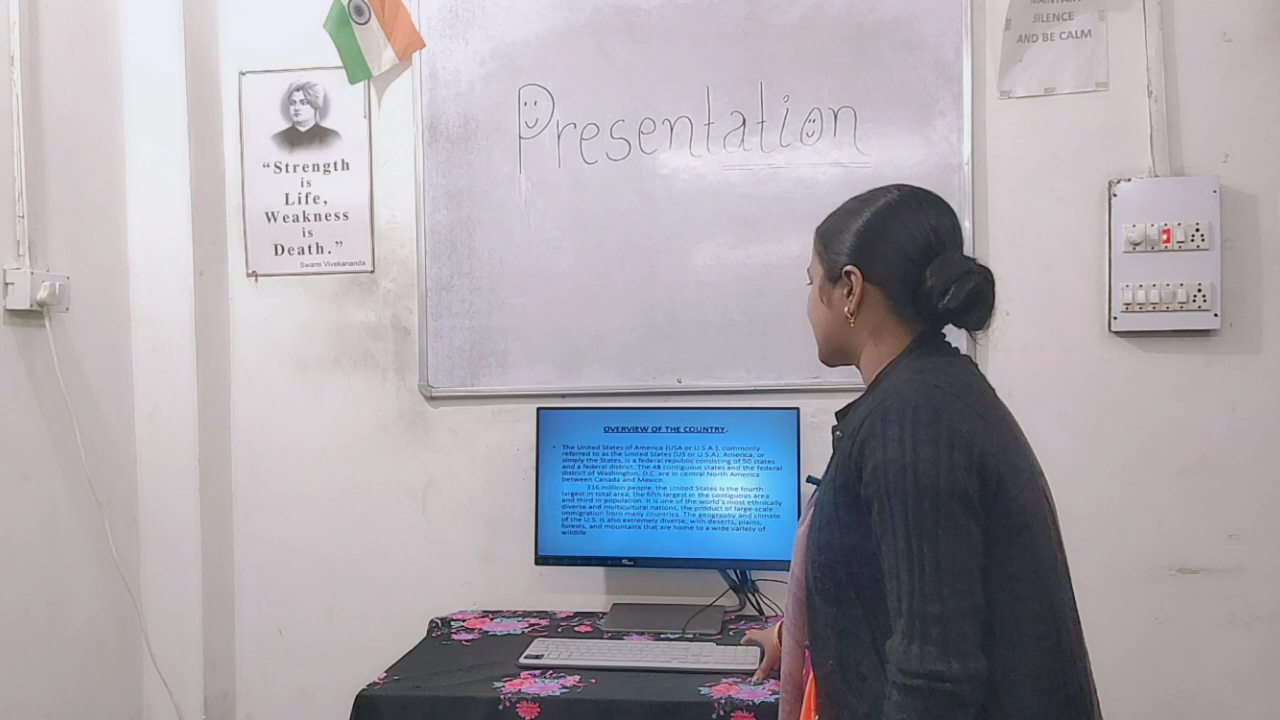 SILENCE
AND BE CALM
Presentation
“Strength
is
Life,
Weakness
is
Death.”
Swami Vivekananda
OVERVIEW OF THE COUNTRY.
• The United States of America (USA or U.S.A.), commonly
referred to as the United States (US or U.S.A), America, or
simply the States, is a federal republic consisting of 50 states
and a federal district. The 48 contiguous states and the federal
district of Washington, D.C. are in central North America
between Canada and Mexico.
316 million people, the United States is the fourth
largest in total area, the fifth largest in the contiguous area
and third in population. It is one of the world's most ethnically
diverse and multicultural nations, the product of large-scale
immigration from many countries. The geography and climate
of the U.S. is also extremely diverse, with deserts, plains,
forests, and mountains that are home to a wide variety of
wildlife